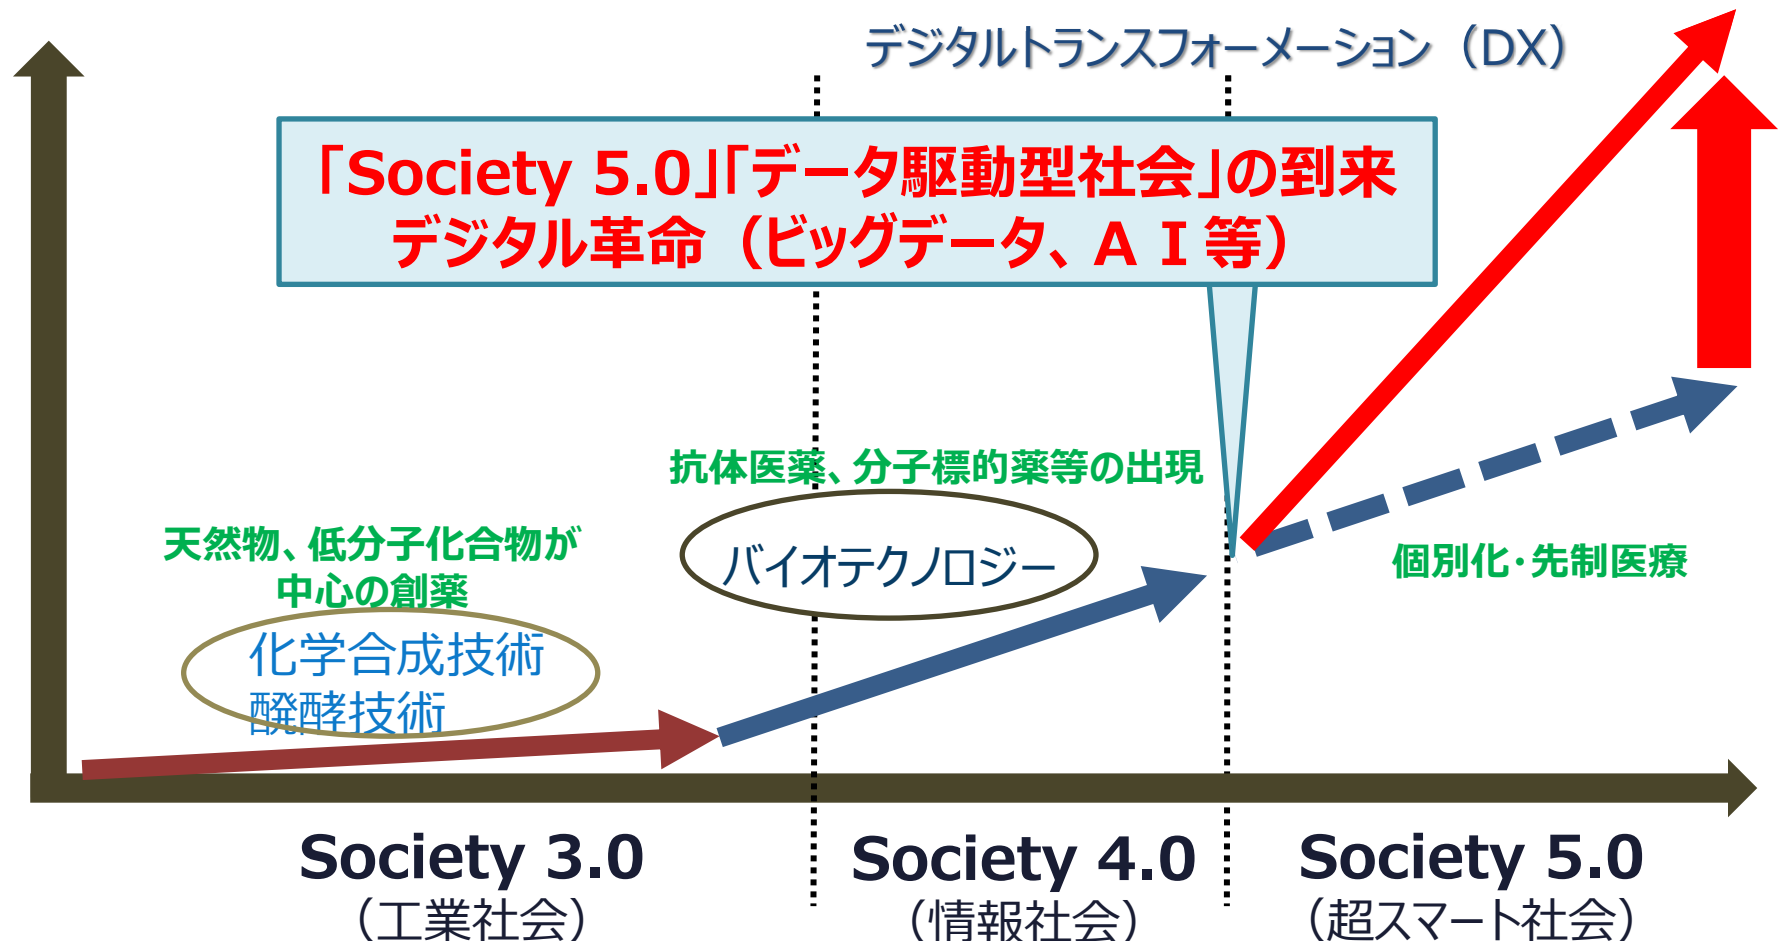 デジタルトランスフォーメーション（DX）
「Society 5.0」「データ駆動型社会」の到来
デジタル革命（ビッグデータ、ＡＩ等）
抗体医薬、分子標的薬等の出現
バイオテクノロジー
天然物、低分子化合物が
中心の創薬
化学合成技術
醗酵技術
個別化・先制医療
Society 3.0
（工業社会）
Society 4.0
（情報社会）
Society 5.0
（超スマート社会）